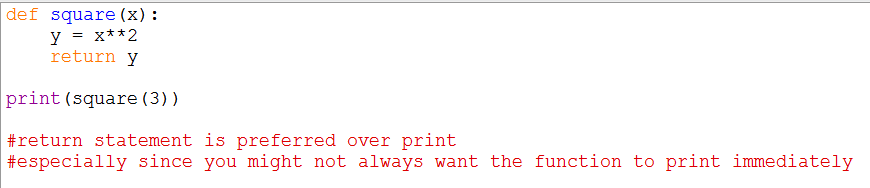 def square(x):
    y = x**2
    return y
print(square(3))
#return statement is preferred over print
#especially since you might not always want the function to print immediately